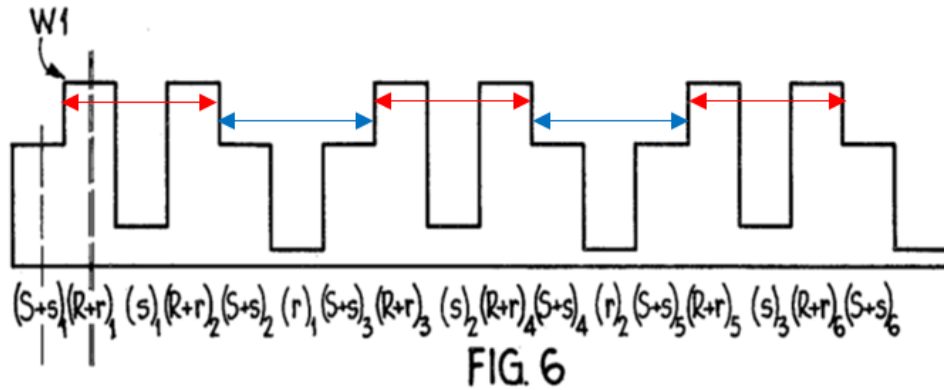 W1
(S+s)₁(R+r)₁ (s)₁(R+r)₂(S+s)₂ (r)₁(S+s)₃(R+r)₃ (s)₂(R+r)₄(S+s)₄ (r)₂(S+s)₅(R+r)₅ (s)₃(R+r)₆(S+s)₆
FIG. 6